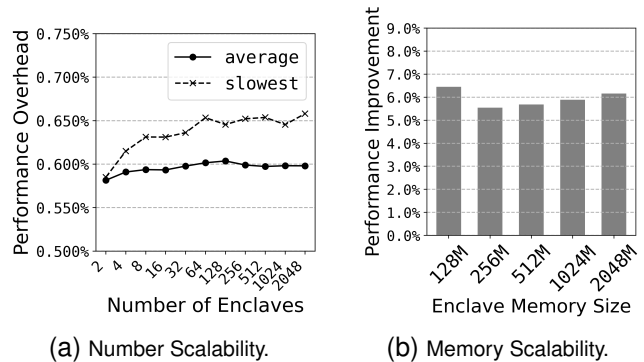 Performance Overhead
0.750%
0.700%
0.650%
0.600%
0.550%
0.500%
average
slowest
2
4
8
16
32
64
128
256
512
1024
2048
Number of Enclaves
(a) Number Scalability.
Performance Improvement
9.0%
8.0%
7.0%
6.0%
5.0%
4.0%
3.0%
2.0%
1.0%
0.0%
128M
256M
512M
1024M
2048M
Enclave Memory Size
(b) Memory Scalability.